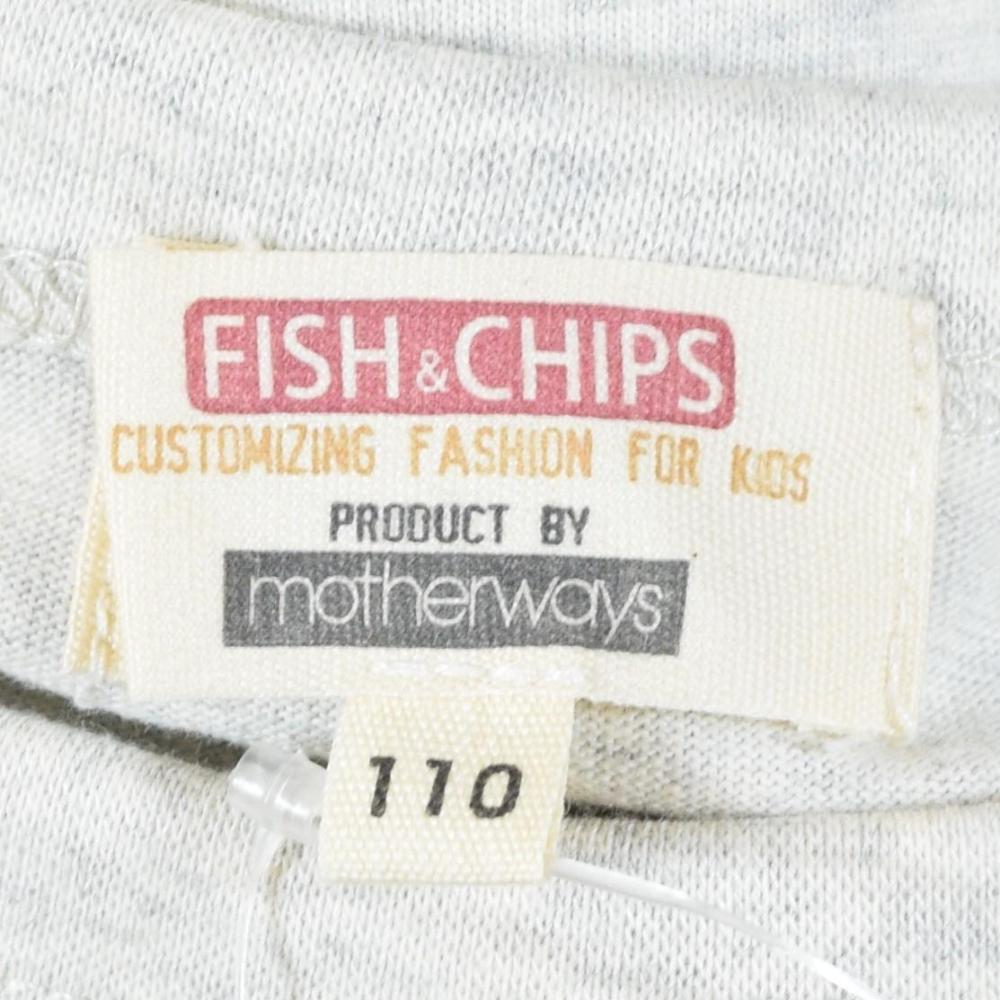 FISH & CHIPS
CUSTOMIZING FASHION FOR KIDS
PRODUCT BY
motherways
110